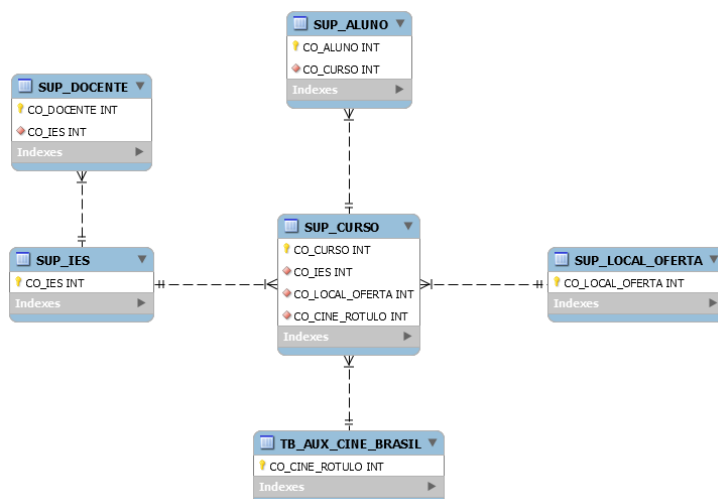 SUP_ALUNO
CO_ALUNO INT
CO_CURSO INT
Indexes
SUP_DOCENTE
CO_DOCENTE INT
CO_IES INT
Indexes
SUP_CURSO
CO_CURSO INT
CO_IES INT
CO_LOCAL_OFERTA INT
CO_CINE_ROTULO INT
Indexes
SUP_IES
CO_IES INT
Indexes
SUP_LOCAL_OFERTA
CO_LOCAL_OFERTA INT
Indexes
TB_AUX_CINE_BRASIL
CO_CINE_ROTULO INT
Indexes